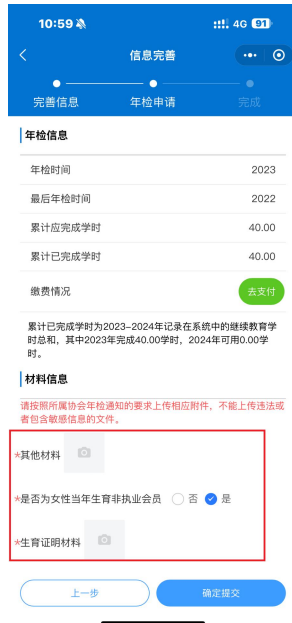 10:59 4G 91
信息完善
完善信息 年检申请 完成
年检信息
年检时间 2023
最后年检时间 2022
累计应完成学时 40.00
累计已完成学时 40.00
缴费情况 去支付
累计已完成学时为2023-2024年记录在系统中的继续教育学
时总和，其中2023年完成40.00学时，2024年可用0.00学
时。
材料信息
请按照所属协会年检通知的要求上传相应附件，不能上传违法或
者包含敏感信息的文件。
*其他材料
*是否为女性当年生育非执业会员 否 是
*生育证明材料
上一步 确定提交